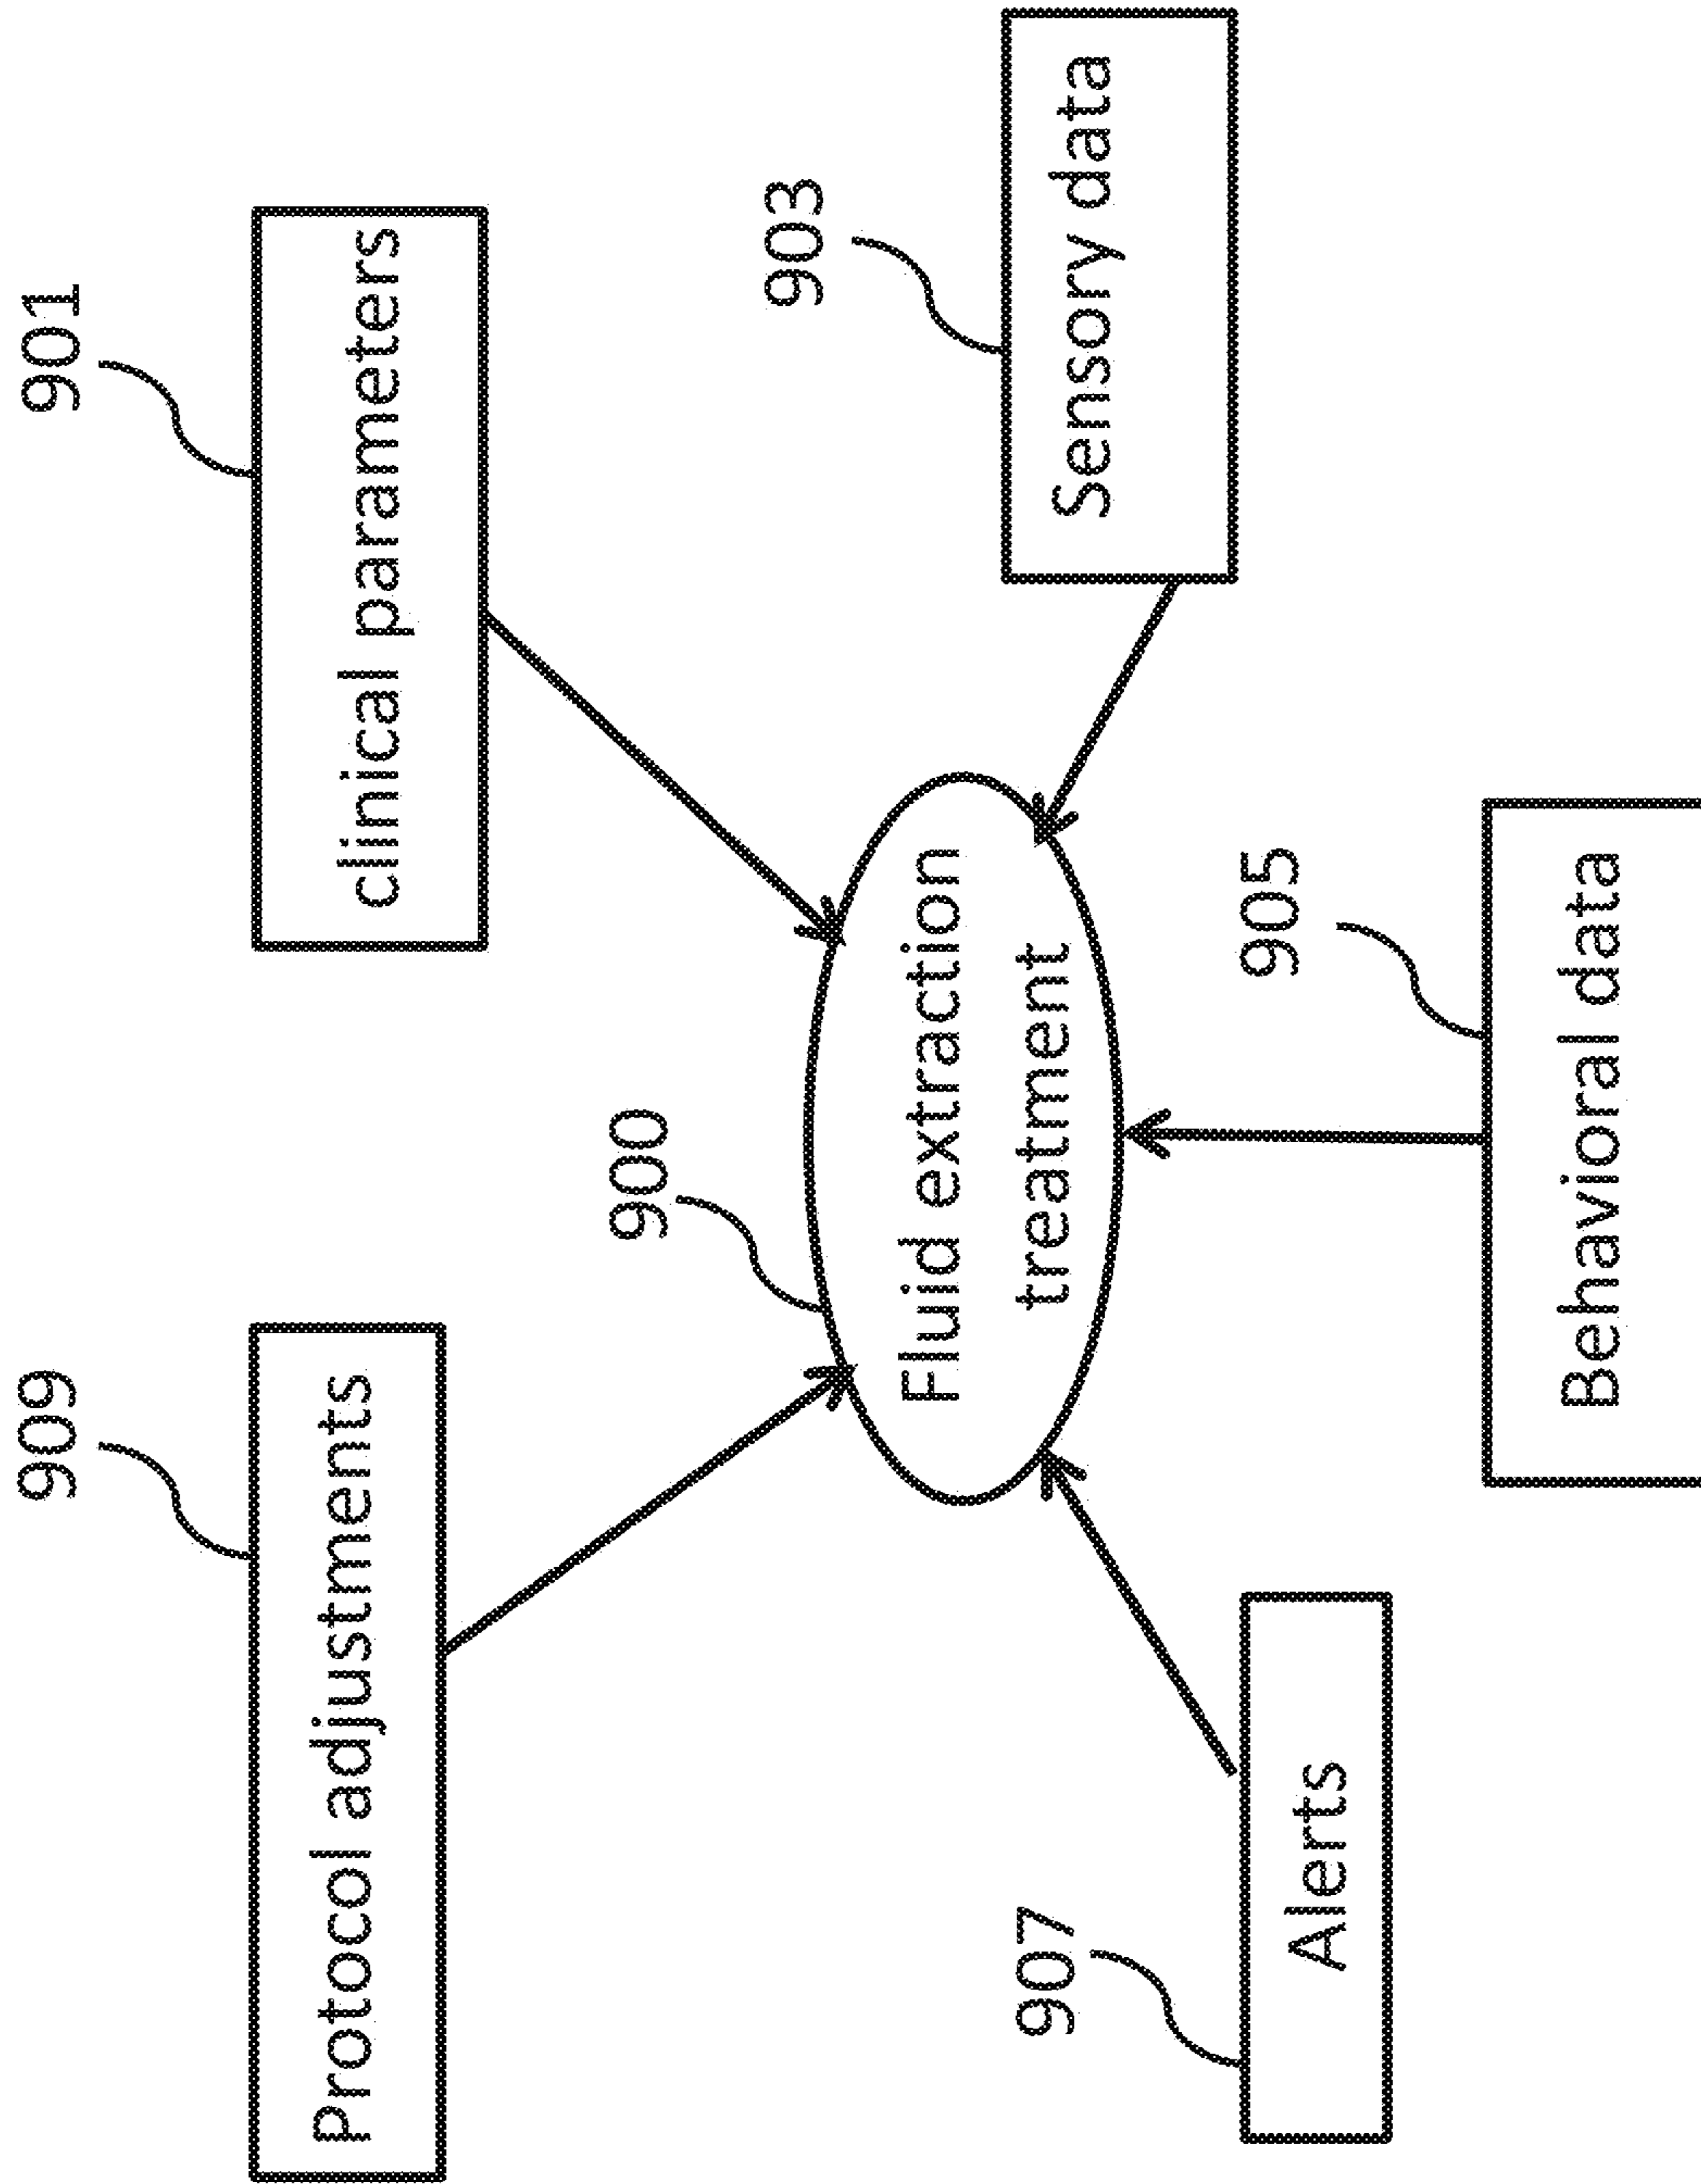 909
Protocol adjustments
901
clinical parameters
900
Fluid extraction
treatment
903
Sensory data
907
Alerts
905
Behavioral data